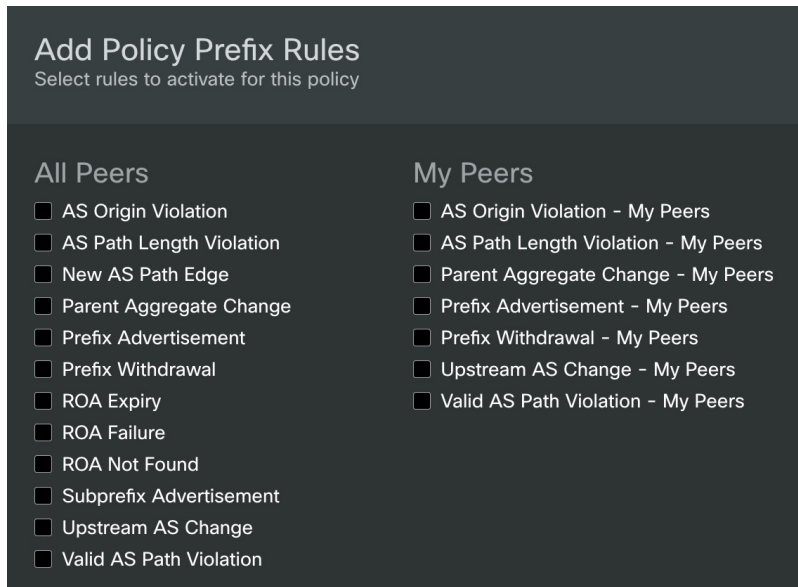 Add Policy Prefix Rules
Select rules to activate for this policy
All Peers
AS Origin Violation
AS Path Length Violation
New AS Path Edge
Parent Aggregate Change
Prefix Advertisement
Prefix Withdrawal
ROA Expiry
ROA Failure
ROA Not Found
Subprefix Advertisement
Upstream AS Change
Valid AS Path Violation
My Peers
AS Origin Violation - My Peers
AS Path Length Violation - My Peers
Parent Aggregate Change - My Peers
Prefix Advertisement - My Peers
Prefix Withdrawal - My Peers
Upstream AS Change - My Peers
Valid AS Path Violation - My Peers